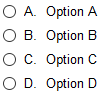 A. Option A
B. Option B
C. Option C
D. Option D